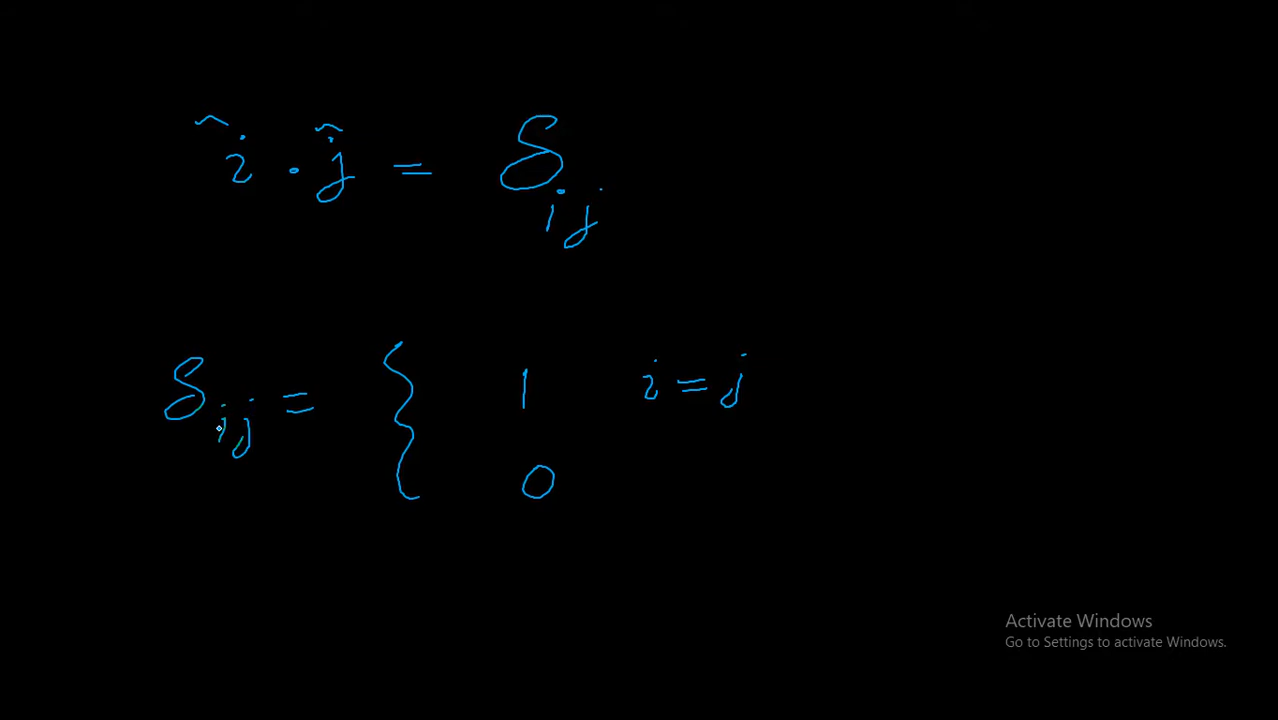 î · ĵ = δij
δij = { 1 i = j
0
Activate Windows
Go to Settings to activate Windows.